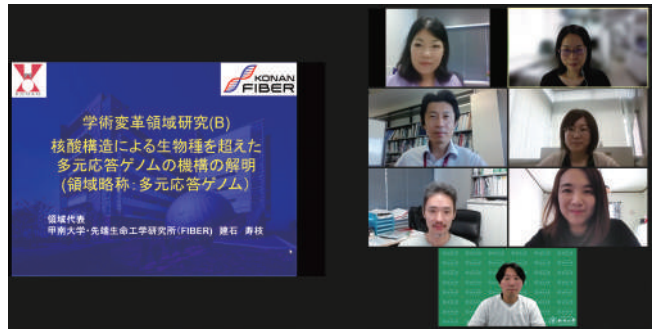 KONAN
KONAN
FIBER
学術変革領域研究(B)
核酸構造による生物種を超えた
多元応答ゲノムの機構の解明
(領域略称:多元応答ゲノム)
領域代表
甲南大学・先端生命工学研究所(FIBER) 建石 寿枝